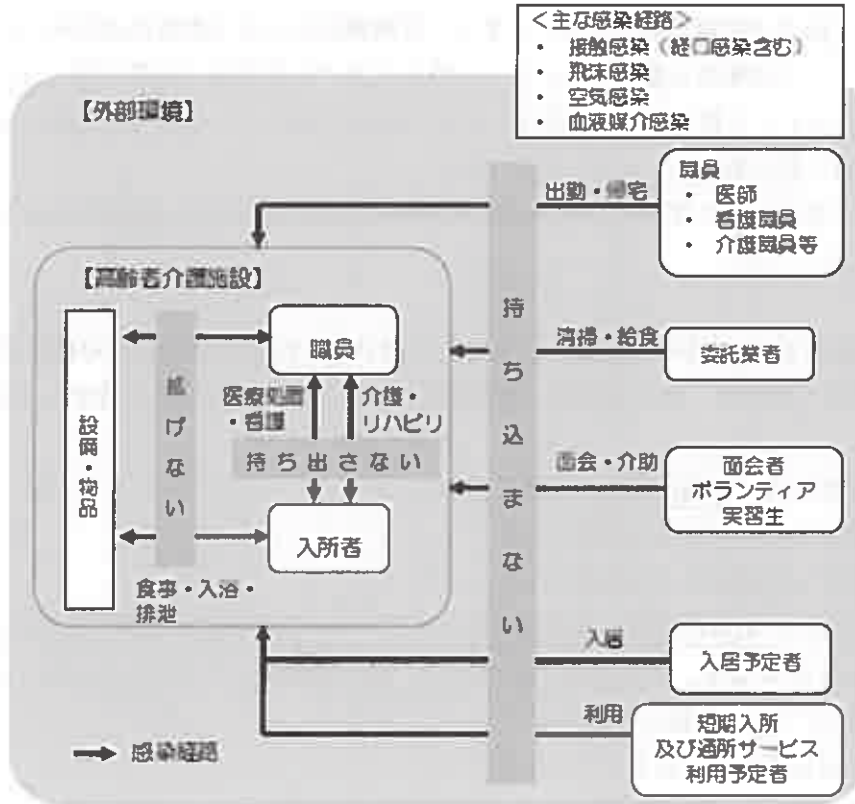 ＜主な感染経路＞
・ 接触感染（経口感染含む）
・ 飛沫感染
・ 空気感染
・ 血液媒介感染
【外部環境】
職員
・ 医師
・ 看護職員
・ 介護職員等
出勤・帰宅
【高齢者介護施設】
職員
設備・物品
拡げない
医療処置
・看護
介護・
リハビリ
持ち出さない
入所者
食事・入浴・
排泄
持ち込まない
清掃・給食
委託業者
面会・介助
面会者
ボランティア
実習生
入居
入居予定者
利用
短期入所
及び通所サービス
利用予定者
感染経路